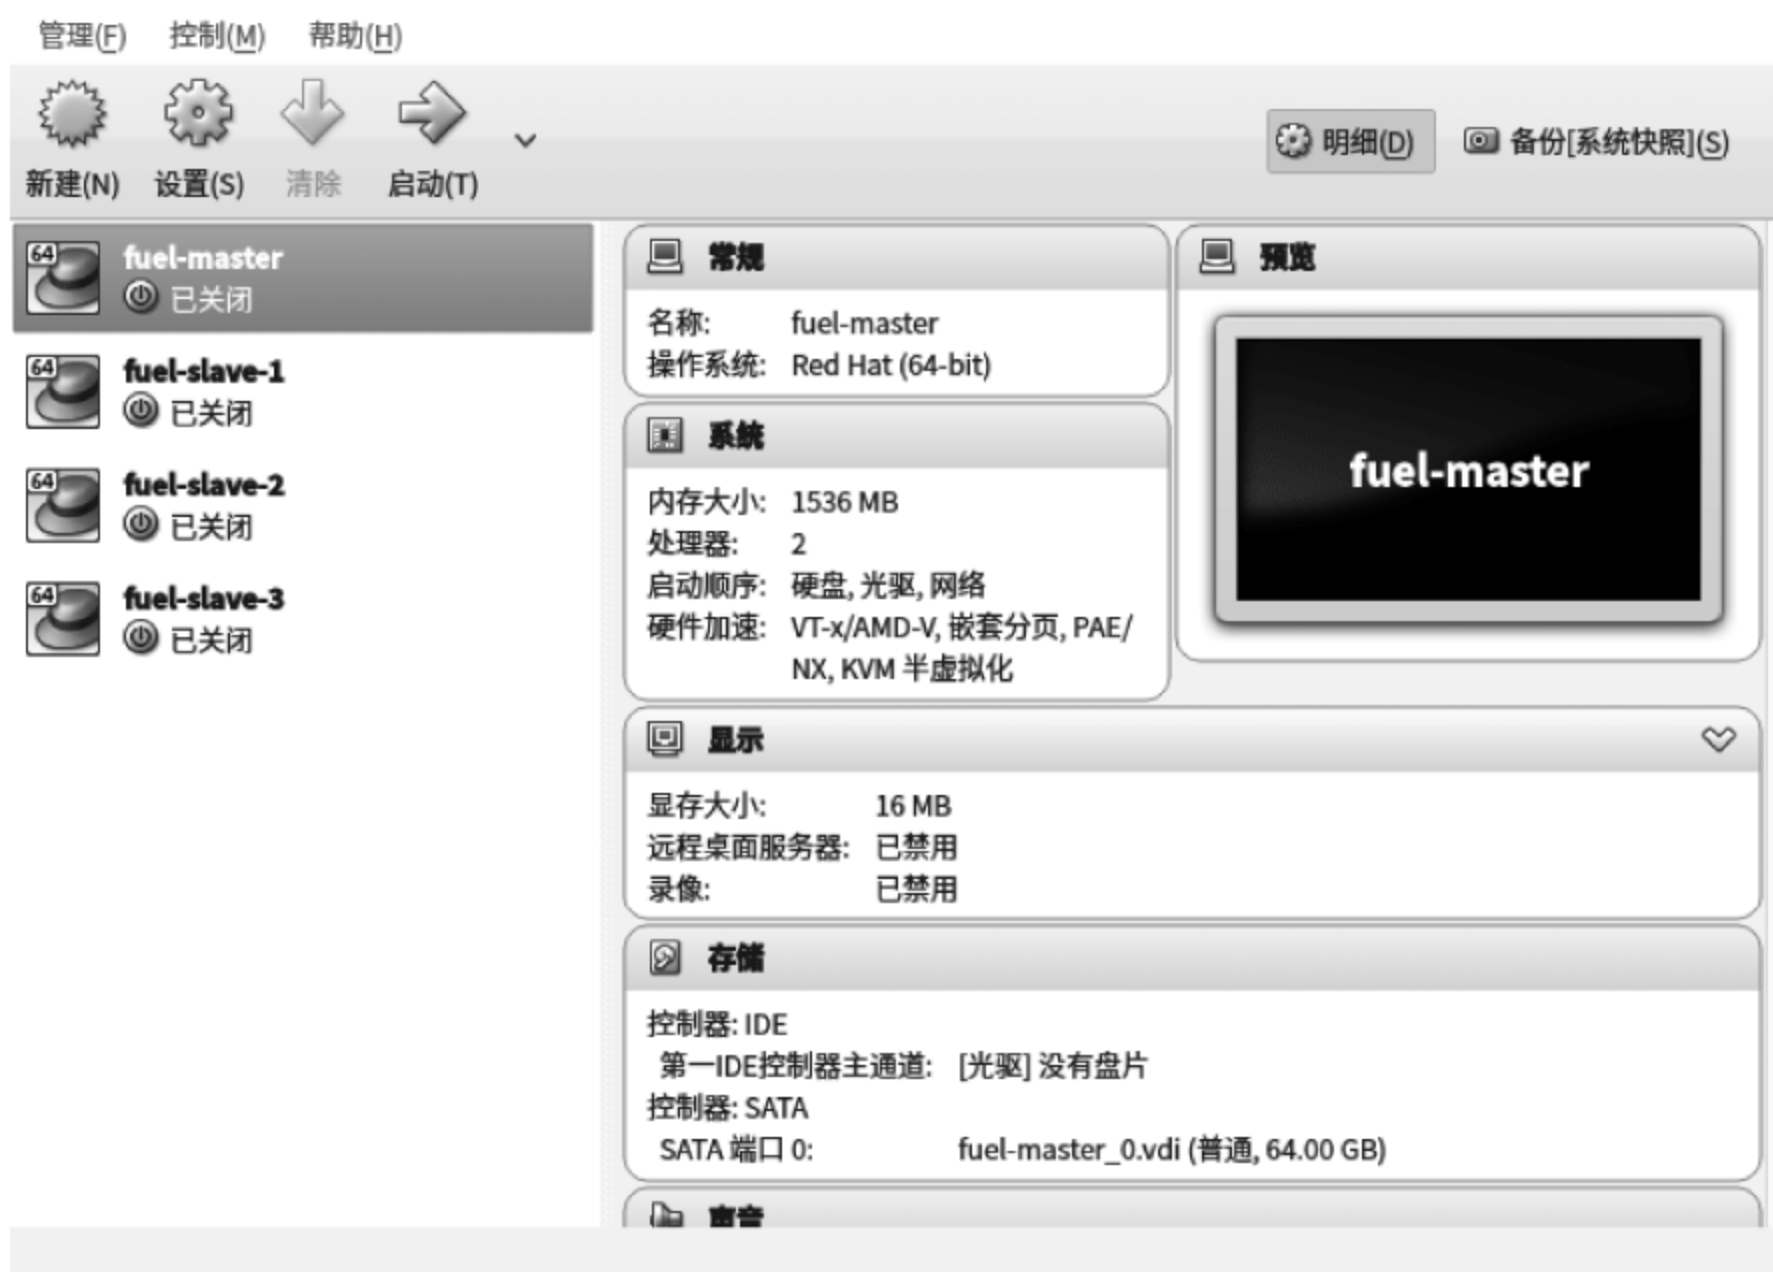 管理(F) 控制(M) 帮助(H)
新建(N) 设置(S) 清除 启动(T)
明细(D) 备份[系统快照](S)
64 fuel-master
已关闭
64 fuel-slave-1
已关闭
64 fuel-slave-2
已关闭
64 fuel-slave-3
已关闭
常规
名称: fuel-master
操作系统: Red Hat (64-bit)
系统
内存大小: 1536 MB
处理器: 2
启动顺序: 硬盘, 光驱, 网络
硬件加速: VT-x/AMD-V, 嵌套分页, PAE/
NX, KVM 半虚拟化
预览
fuel-master
显示
显存大小: 16 MB
远程桌面服务器: 已禁用
录像: 已禁用
存储
控制器: IDE
第一IDE控制器主通道: [光驱] 没有盘片
控制器: SATA
SATA 端口 0: fuel-master_0.vdi (普通, 64.00 GB)
声音